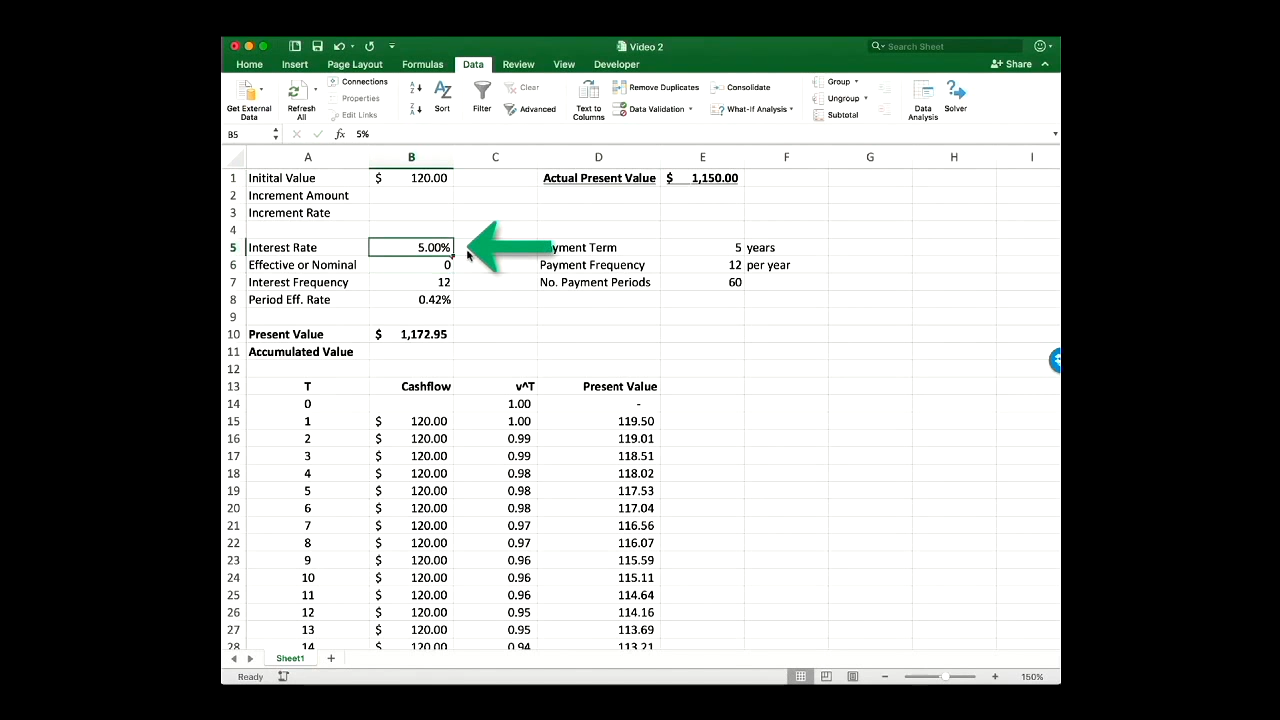 Video 2
Search Sheet
Home Insert Page Layout Formulas Data Review View Developer Share
Get External Data
Refresh All
Connections
Properties
Edit Links
Sort
Filter
Clear
Advanced
Text to Columns
Remove Duplicates
Data Validation
Consolidate
What-If Analysis
Group
Ungroup
Subtotal
Data Analysis
Solver
B5 fx 5%
A B C D E F G H I
1 Initital Value $ 120.00 Actual Present Value $ 1,150.00
2 Increment Amount
3 Increment Rate
4
5 Interest Rate 5.00% yment Term 5 years
6 Effective or Nominal 0 Payment Frequency 12 per year
7 Interest Frequency 12 No. Payment Periods 60
8 Period Eff. Rate 0.42%
9
10 Present Value $ 1,172.95
11 Accumulated Value
12
13 T Cashflow v^T Present Value
14 0 1.00 -
15 1 $ 120.00 1.00 119.50
16 2 $ 120.00 0.99 119.01
17 3 $ 120.00 0.99 118.51
18 4 $ 120.00 0.98 118.02
19 5 $ 120.00 0.98 117.53
20 6 $ 120.00 0.98 117.04
21 7 $ 120.00 0.97 116.56
22 8 $ 120.00 0.97 116.07
23 9 $ 120.00 0.96 115.59
24 10 $ 120.00 0.96 115.11
25 11 $ 120.00 0.96 114.64
26 12 $ 120.00 0.95 114.16
27 13 $ 120.00 0.95 113.69
28 14 $ 120.00 0.94 113.21
Sheet1
Ready 150%